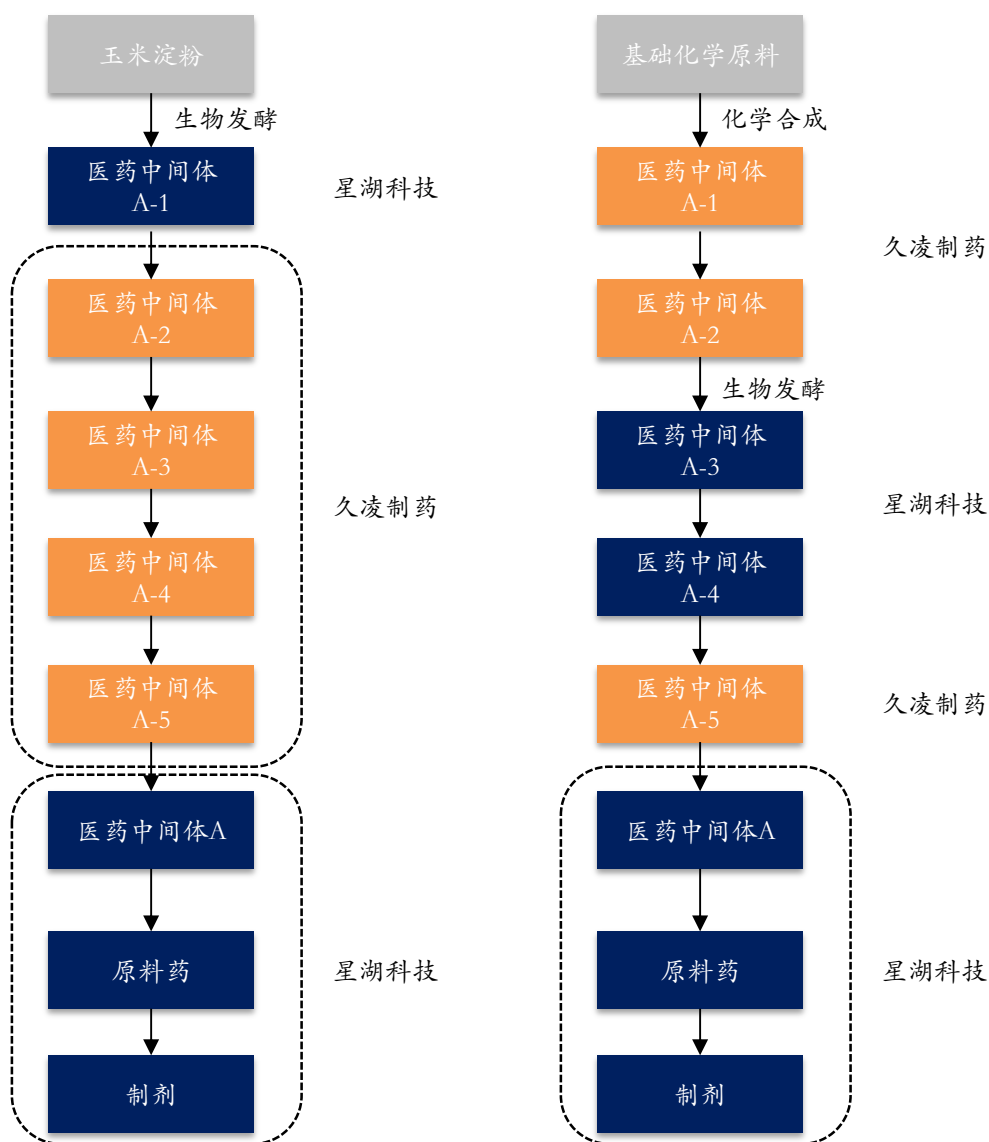 玉米淀粉
生物发酵
医药中间体
A-1
星湖科技
医药中间体
A-2
医药中间体
A-3
久凌制药
医药中间体
A-4
医药中间体
A-5
医药中间体A
原料药
星湖科技
制剂
基础化学原料
化学合成
医药中间体
A-1
久凌制药
医药中间体
A-2
生物发酵
医药中间体
A-3
星湖科技
医药中间体
A-4
医药中间体
A-5
久凌制药
医药中间体A
原料药
星湖科技
制剂